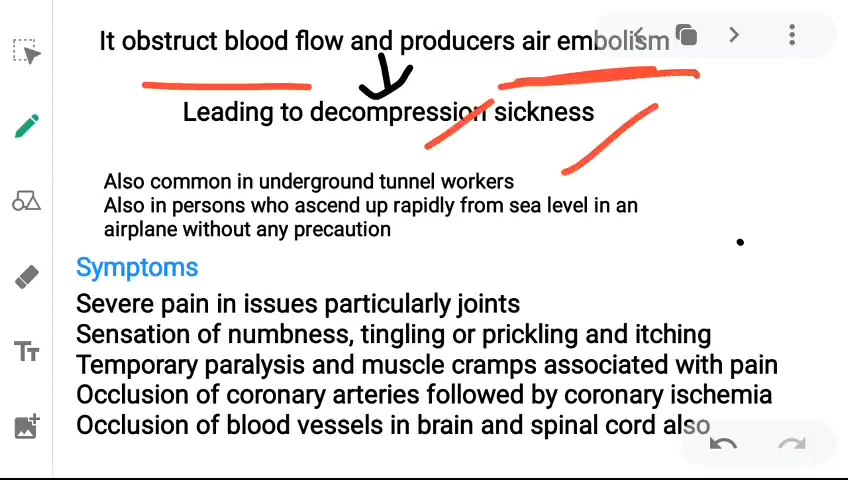 It obstruct blood flow and producers air embolism
Leading to decompression sickness
Also common in underground tunnel workers
Also in persons who ascend up rapidly from sea level in an
airplane without any precaution
Symptoms
Severe pain in issues particularly joints
Sensation of numbness, tingling or prickling and itching
Temporary paralysis and muscle cramps associated with pain
Occlusion of coronary arteries followed by coronary ischemia
Occlusion of blood vessels in brain and spinal cord also
TT